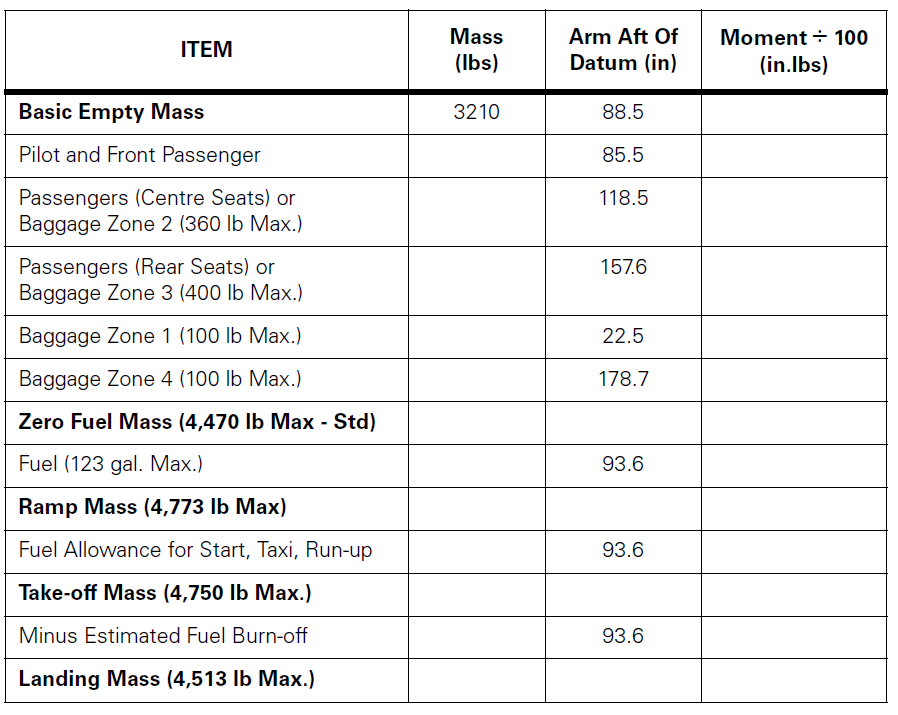 ITEM
Mass
(lbs)
Arm Aft Of
Datum (in)
Moment ÷ 100
(in.lbs)
Basic Empty Mass 3210 88.5
Pilot and Front Passenger 85.5
Passengers (Centre Seats) or 118.5
Baggage Zone 2 (360 lb Max.)
Passengers (Rear Seats) or 157.6
Baggage Zone 3 (400 lb Max.)
Baggage Zone 1 (100 lb Max.) 22.5
Baggage Zone 4 (100 lb Max.) 178.7
Zero Fuel Mass (4,470 lb Max - Std)
Fuel (123 gal. Max.) 93.6
Ramp Mass (4,773 lb Max)
Fuel Allowance for Start, Taxi, Run-up 93.6
Take-off Mass (4,750 lb Max.)
Minus Estimated Fuel Burn-off 93.6
Landing Mass (4,513 lb Max.)